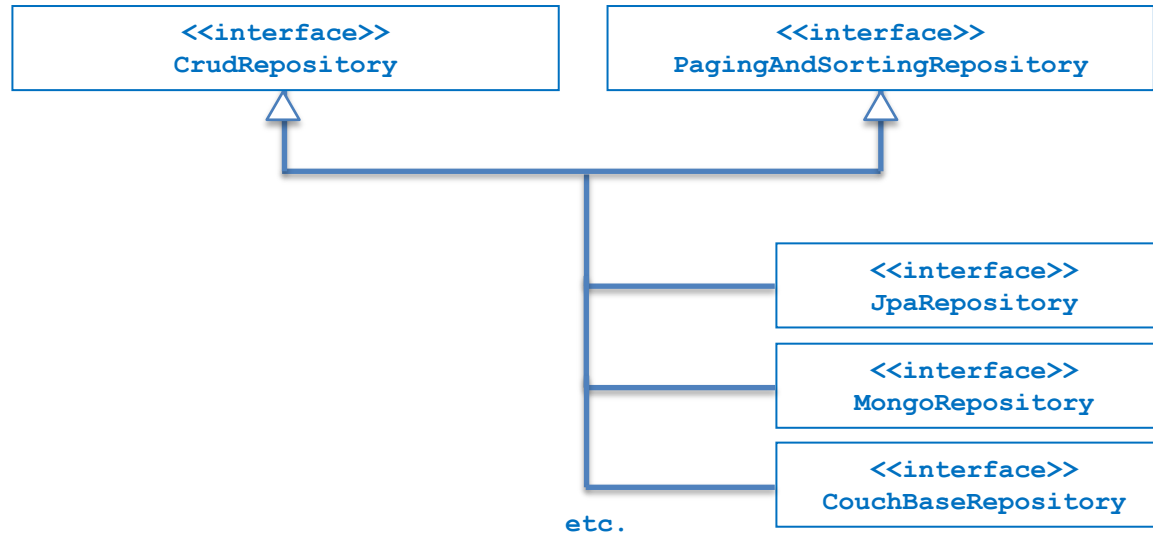 <<interface>>
CrudRepository
<<interface>>
PagingAndSortingRepository
<<interface>>
JpaRepository
<<interface>>
MongoRepository
<<interface>>
CouchBaseRepository
etc.